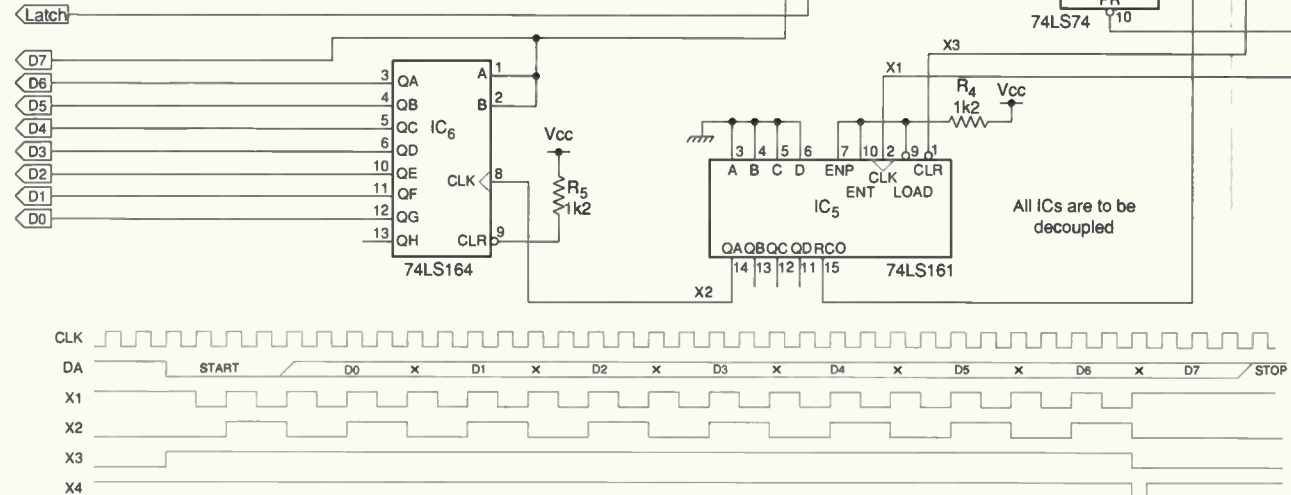 Latch
PR
74LS74
10
D7
X3
D6
3
QA
A
1
X1
D5
4
QB
B
2
R4
1k2
Vcc
D4
5
QC
IC6
D3
6
QD
Vcc
3 4 5 6 7 10 2 9 1
D2
10
QE
CLK
8
A B C D ENP CLK CLR
D1
11
QF
R5
1k2
ENT LOAD
D0
12
QG
IC5
All ICs are to be
decoupled
13
QH
CLR
9
QA QB QC QD RCO
74LS164
14 13 12 11 15
74LS161
X2
CLK
DA START D0 X D1 X D2 X D3 X D4 X D5 X D6 X D7 STOP
X1
X2
X3
X4